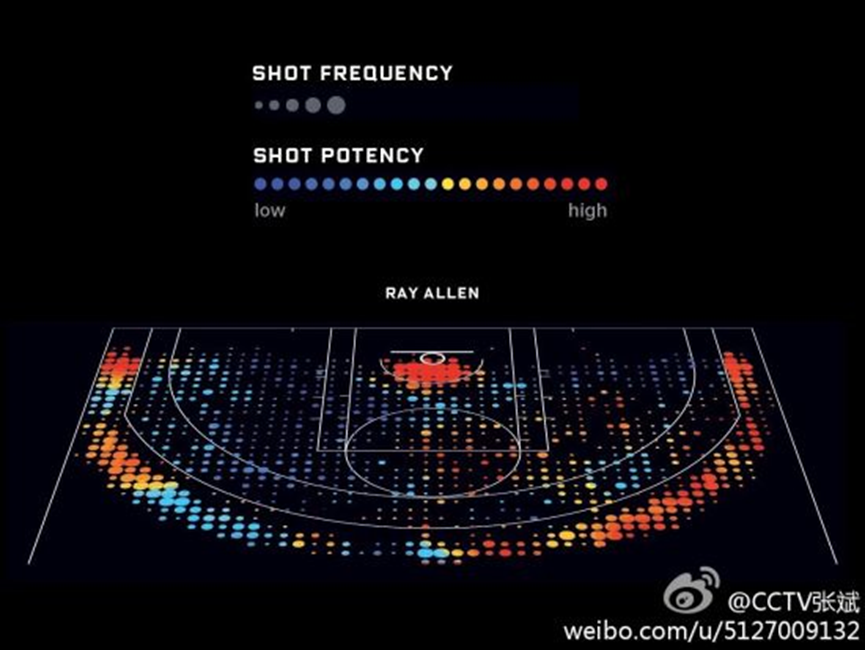 SHOT FREQUENCY
SHOT POTENCY
low high
RAY ALLEN
@CCTV张斌
weibo.com/u/5127009132